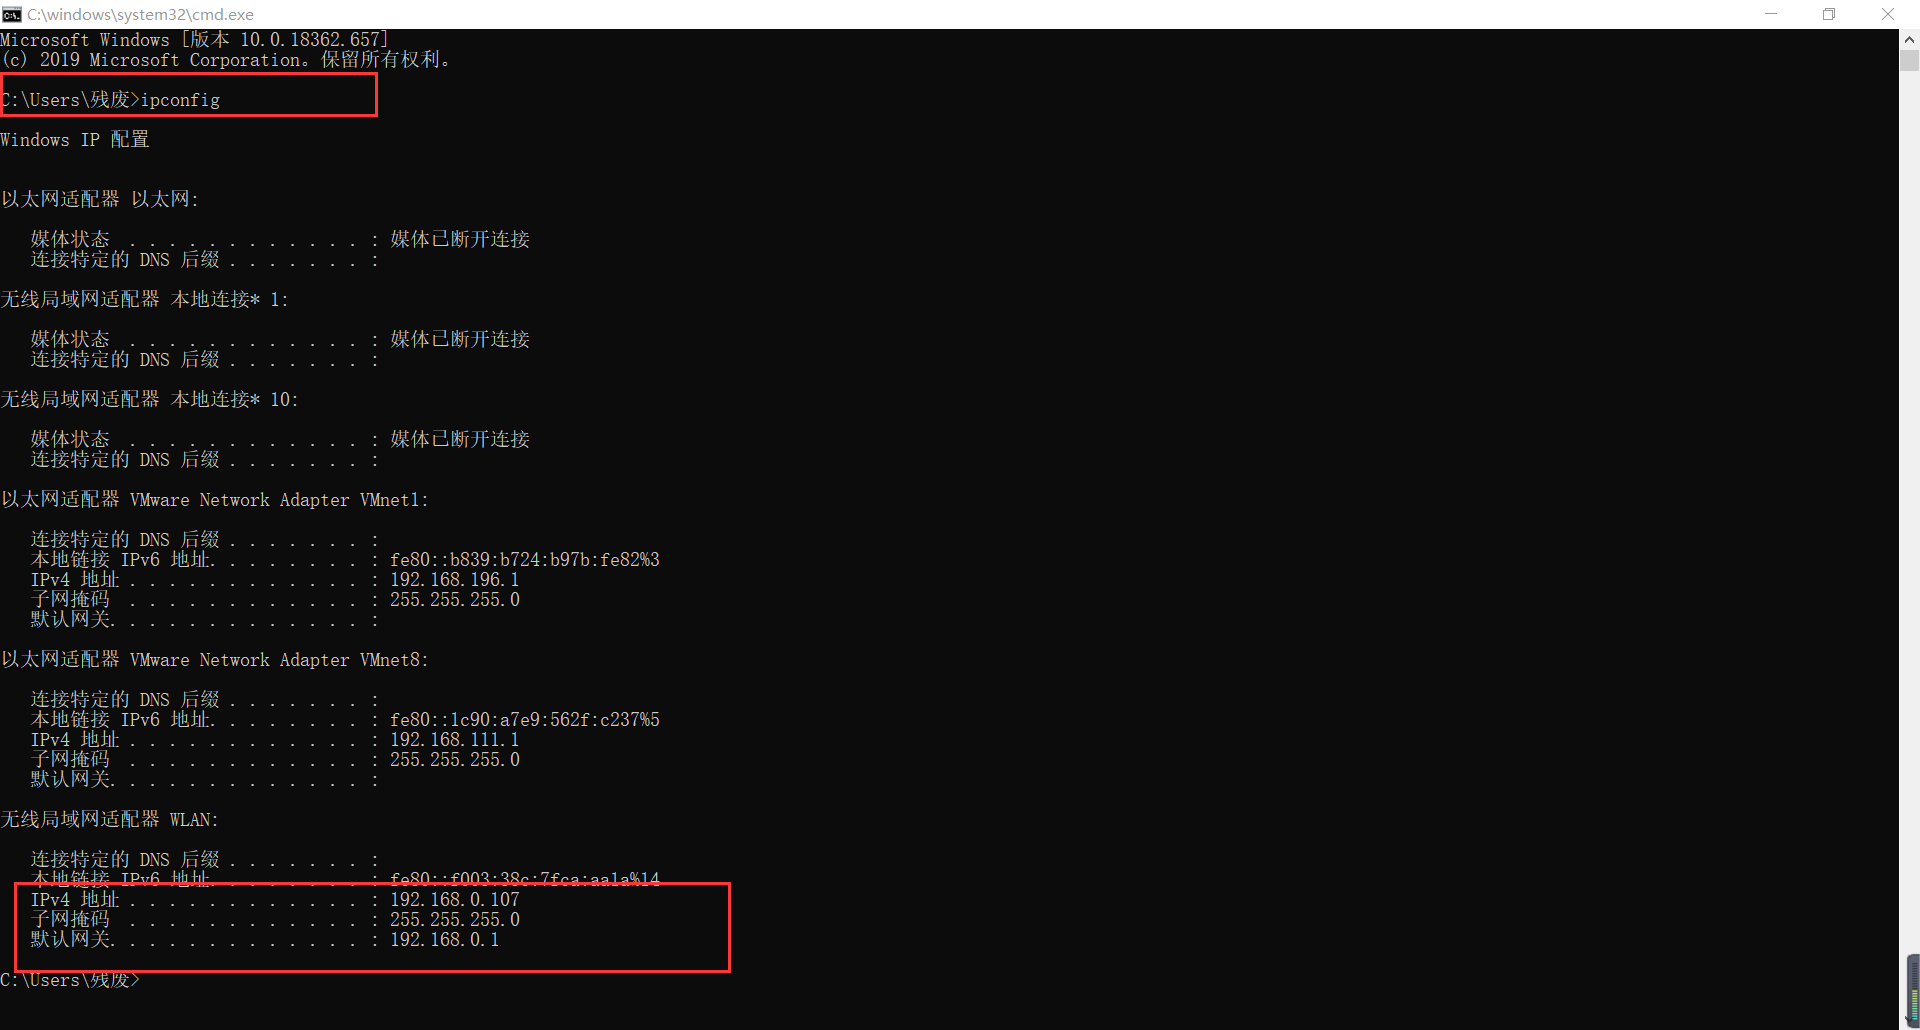 C:\windows\system32\cmd.exe
Microsoft Windows [版本 10.0.18362.657]
(c) 2019 Microsoft Corporation。保留所有权利。
C:\Users\残废>ipconfig
Windows IP 配置
以太网适配器 以太网:
媒体状态  . . . . . . . . . . . . : 媒体已断开连接
连接特定的 DNS 后缀 . . . . . . . :
无线局域网适配器 本地连接* 1:
媒体状态  . . . . . . . . . . . . : 媒体已断开连接
连接特定的 DNS 后缀 . . . . . . . :
无线局域网适配器 本地连接* 10:
媒体状态  . . . . . . . . . . . . : 媒体已断开连接
连接特定的 DNS 后缀 . . . . . . . :
以太网适配器 VMware Network Adapter VMnet1:
连接特定的 DNS 后缀 . . . . . . . :
本地链接 IPv6 地址. . . . . . . . : fe80::b839:b724:b97b:fe82%3
IPv4 地址 . . . . . . . . . . . . : 192.168.196.1
子网掩码  . . . . . . . . . . . . : 255.255.255.0
默认网关. . . . . . . . . . . . . :
以太网适配器 VMware Network Adapter VMnet8:
连接特定的 DNS 后缀 . . . . . . . :
本地链接 IPv6 地址. . . . . . . . : fe80::1c90:a7e9:562f:c237%5
IPv4 地址 . . . . . . . . . . . . : 192.168.111.1
子网掩码  . . . . . . . . . . . . : 255.255.255.0
默认网关. . . . . . . . . . . . . :
无线局域网适配器 WLAN:
连接特定的 DNS 后缀 . . . . . . . :
本地链接 IPv6 地址. . . . . . . . : fe80::f003:38c:7fca:aa1a%14
IPv4 地址 . . . . . . . . . . . . : 192.168.0.107
子网掩码  . . . . . . . . . . . . : 255.255.255.0
默认网关. . . . . . . . . . . . . : 192.168.0.1
C:\Users\残废>